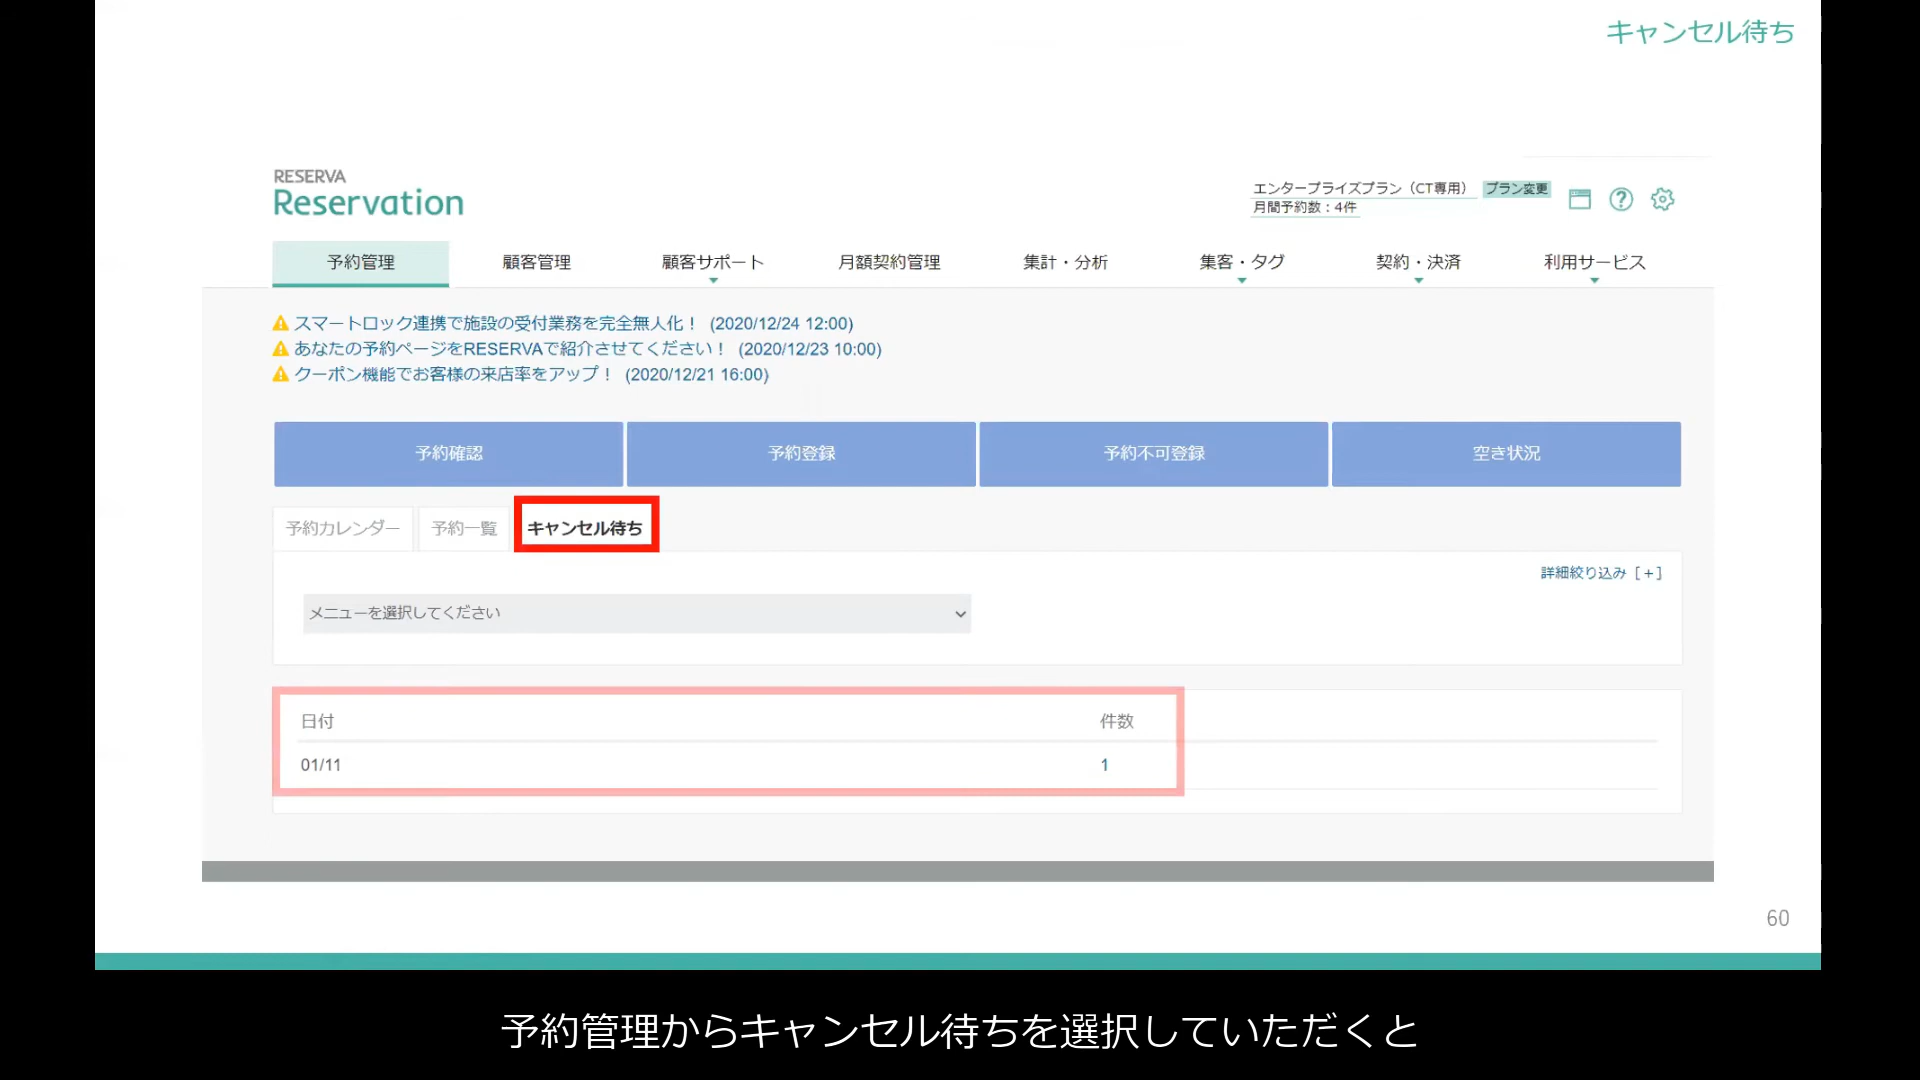 キャンセル待ち
RESERVA
Reservation
エンタープライズプラン（CT専用） プラン変更
月間予約数：4件
予約管理 顧客管理 顧客サポート 月額契約管理 集計・分析 集客・タグ 契約・決済 利用サービス
スマートロック連携で施設の受付業務を完全無人化！ (2020/12/24 12:00)
あなたの予約ページをRESERVAで紹介させてください！ (2020/12/23 10:00)
クーポン機能でお客様の来店率をアップ！ (2020/12/21 16:00)
予約確認 予約登録 予約不可登録 空き状況
予約カレンダー 予約一覧 キャンセル待ち
詳細絞り込み［+］
メニューを選択してください
日付 件数
01/11 1
60
予約管理からキャンセル待ちを選択していただくと